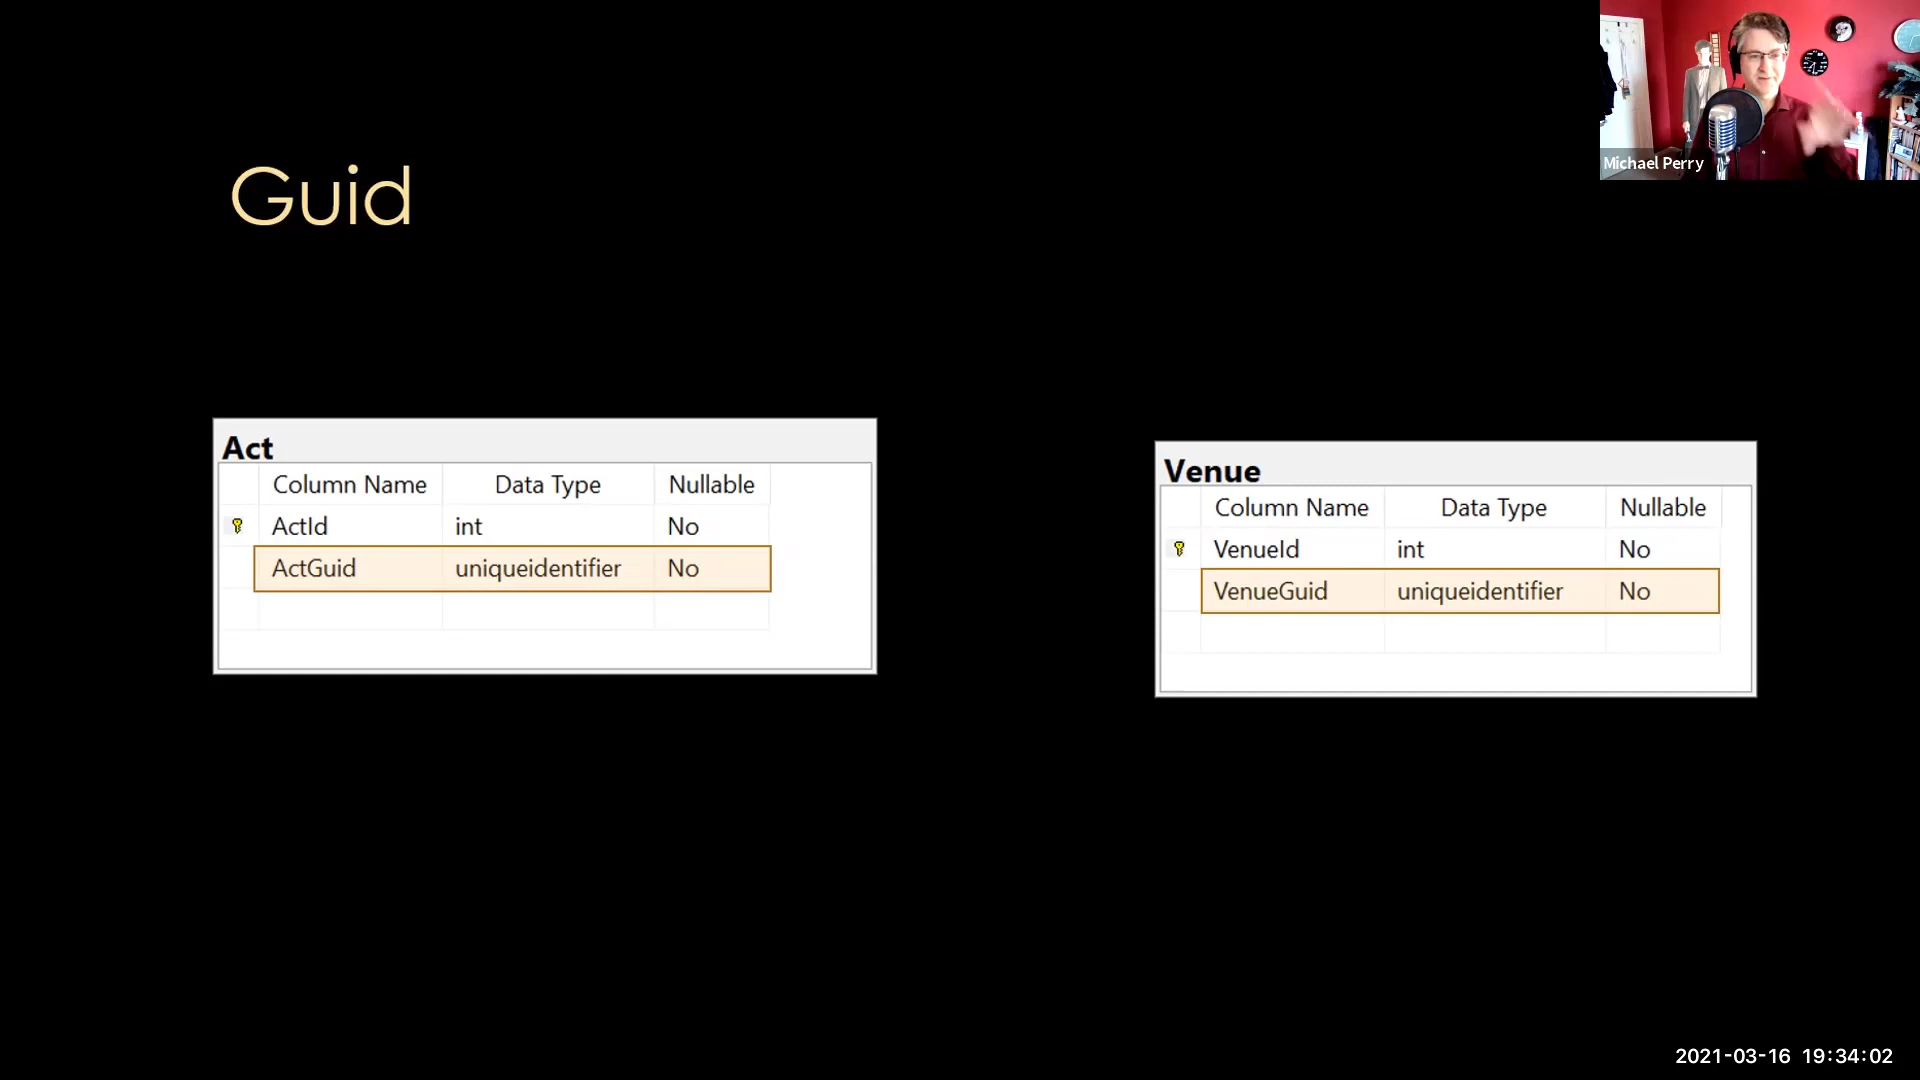 Michael Perry
Guid
Act
Column Name Data Type Nullable
ActId int No
ActGuid uniqueidentifier No
Venue
Column Name Data Type Nullable
VenueId int No
VenueGuid uniqueidentifier No
2021-03-16 19:34:02